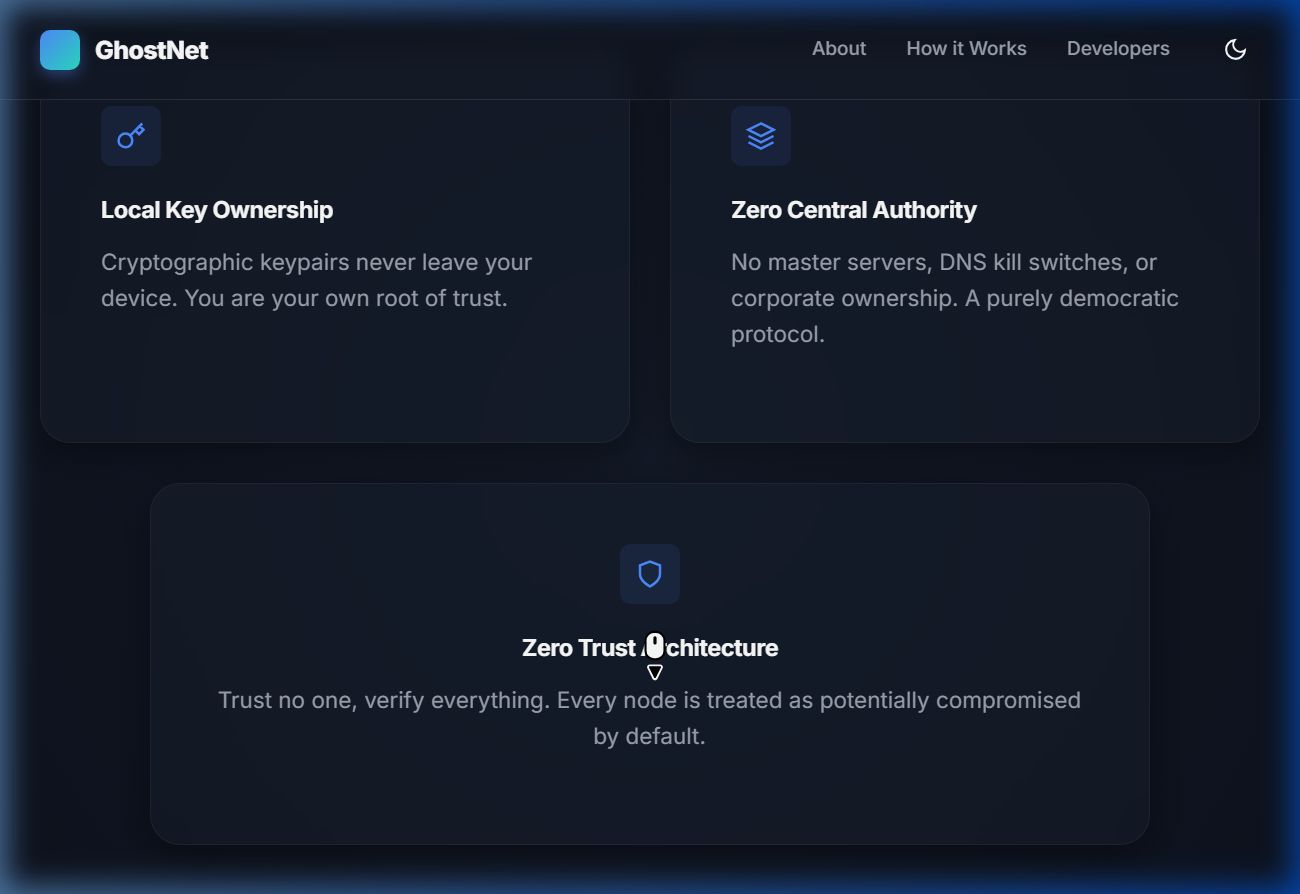 GhostNet
About
How it Works
Developers
Local Key Ownership
Cryptographic keypairs never leave your
device. You are your own root of trust.
Zero Central Authority
No master servers, DNS kill switches, or
corporate ownership. A purely democratic
protocol.
Zero Trust Architecture
Trust no one, verify everything. Every node is treated as potentially compromised
by default.